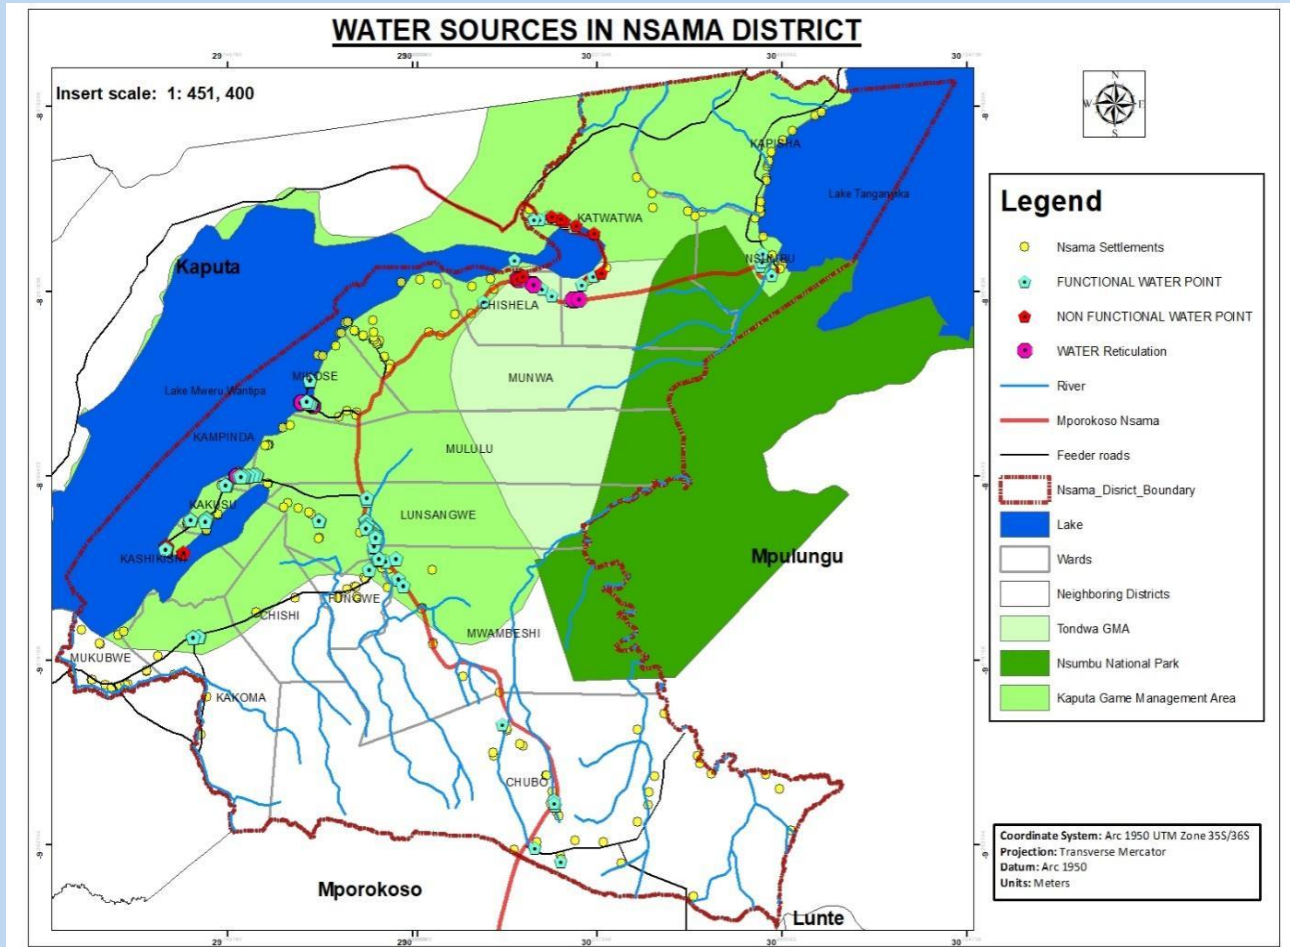 WATER SOURCES IN NSAMA DISTRICT
Insert scale: 1: 451, 400
N
W
E
S
KAPISHA
Lake Tanganyika
KATWATWA
Kaputa
NSUMBU
CHISHELA
MUNWA
Lake Mweru Wantipa
KAMPINDA
MULULU
KAKUSU
LUNSANGWE
KASHIKISHI
Mpulungu
FUNGWE
CHISHI
MWAMBESHI
MUKUBWE
KAKOMA
CHUBO
Mporokoso
Lunte
Legend
Nsama Settlements
FUNCTIONAL WATER POINT
NON FUNCTIONAL WATER POINT
WATER Reticulation
River
Mporokoso Nsama
Feeder roads
Nsama_Disrict_Boundary
Lake
Wards
Neighboring Districts
Tondwa GMA
Nsumbu National Park
Kaputa Game Management Area
Coordinate System: Arc 1950 UTM Zone 35S/36S
Projection: Transverse Mercator
Datum: Arc 1950
Units: Meters